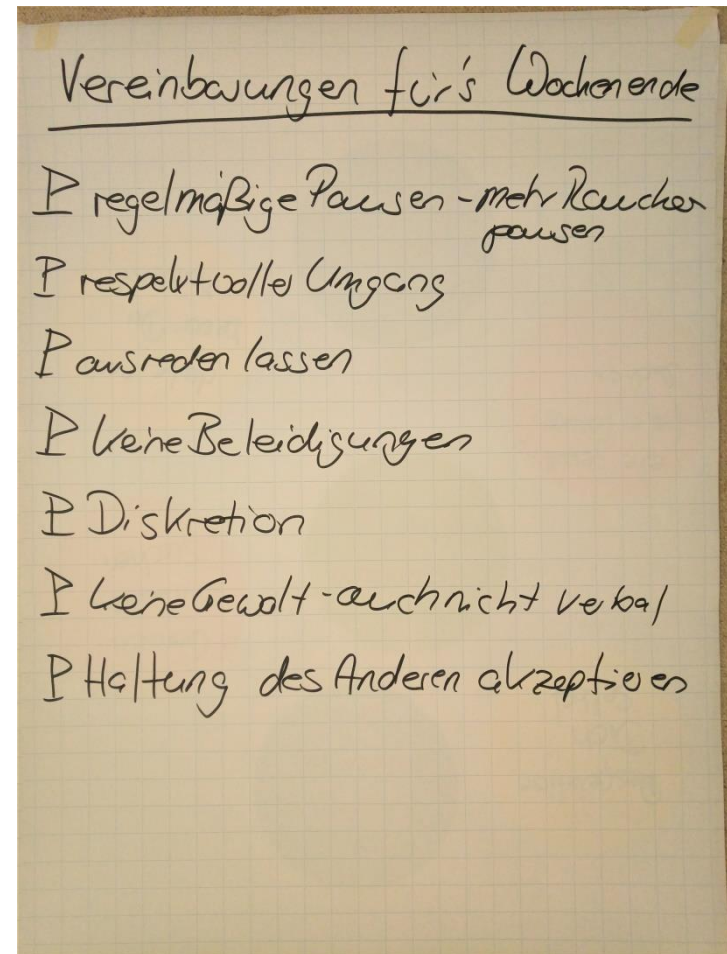 Vereinbarungen für's Wochenende
regelmäßige Pausen - mehr Raucher
pausen
respektvoller Umgang
ausreden lassen
keine Beleidigungen
Diskretion
keine Gewalt - auch nicht verbal
Haltung des Anderen akzeptieren